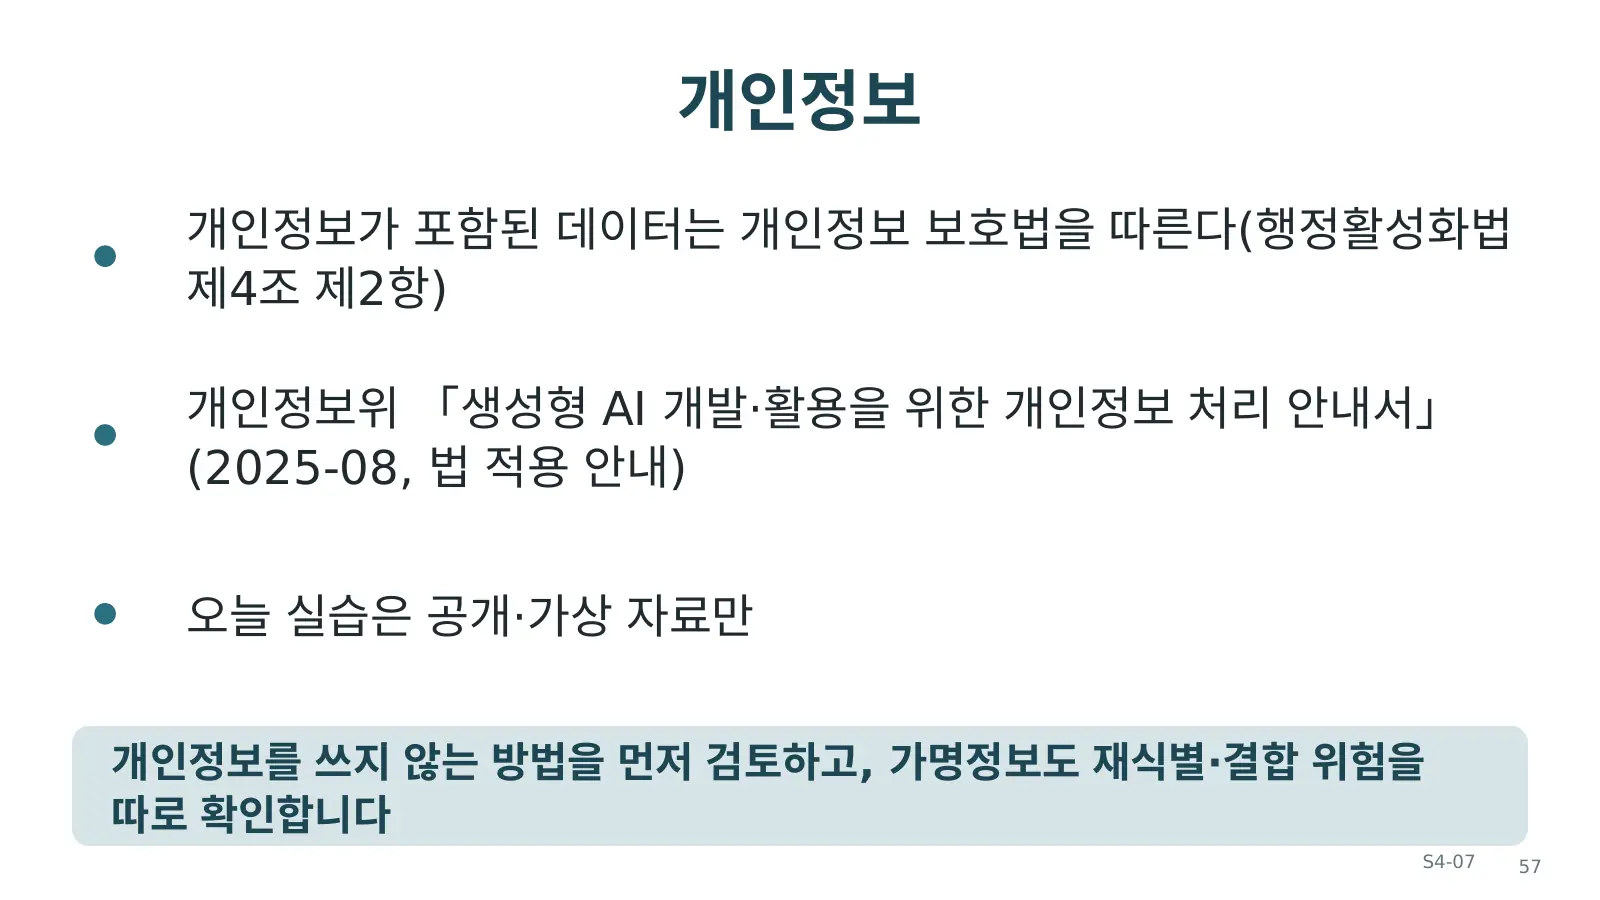 개인정보
개인정보가 포함된 데이터는 개인정보 보호법을 따른다(행정활성화법
제4조 제2항)
개인정보위 「생성형 AI 개발·활용을 위한 개인정보 처리 안내서」
(2025-08, 법 적용 안내)
오늘 실습은 공개·가상 자료만
개인정보를 쓰지 않는 방법을 먼저 검토하고, 가명정보도 재식별·결합 위험을
따로 확인합니다
S4-07
57